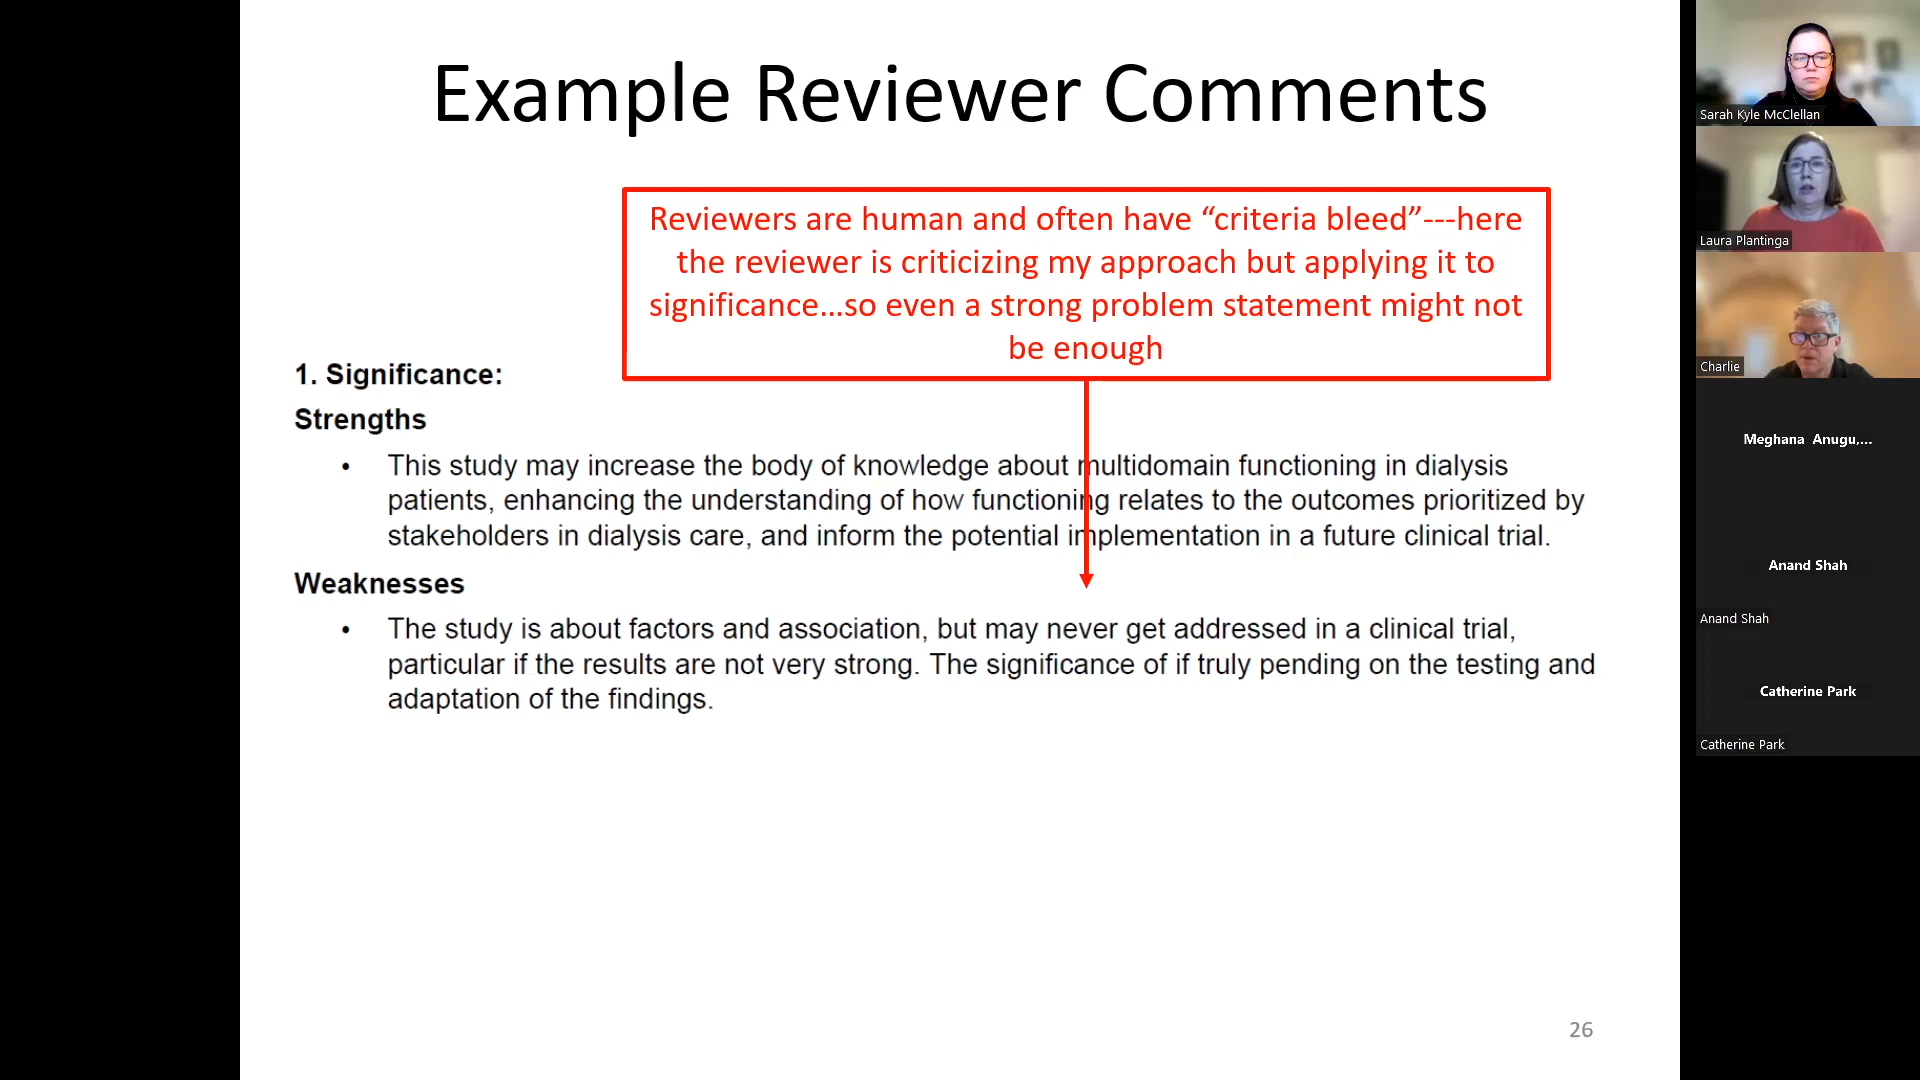 Example Reviewer Comments
Reviewers are human and often have “criteria bleed”---here
the reviewer is criticizing my approach but applying it to
significance…so even a strong problem statement might not
be enough
1. Significance:
Strengths
• This study may increase the body of knowledge about multidomain functioning in dialysis
patients, enhancing the understanding of how functioning relates to the outcomes prioritized by
stakeholders in dialysis care, and inform the potential implementation in a future clinical trial.
Weaknesses
• The study is about factors and association, but may never get addressed in a clinical trial,
particular if the results are not very strong. The significance of if truly pending on the testing and
adaptation of the findings.
26
Sarah Kyle McClellan
Laura Plantinga
Charlie
Meghana Anugu,...
Anand Shah
Anand Shah
Catherine Park
Catherine Park